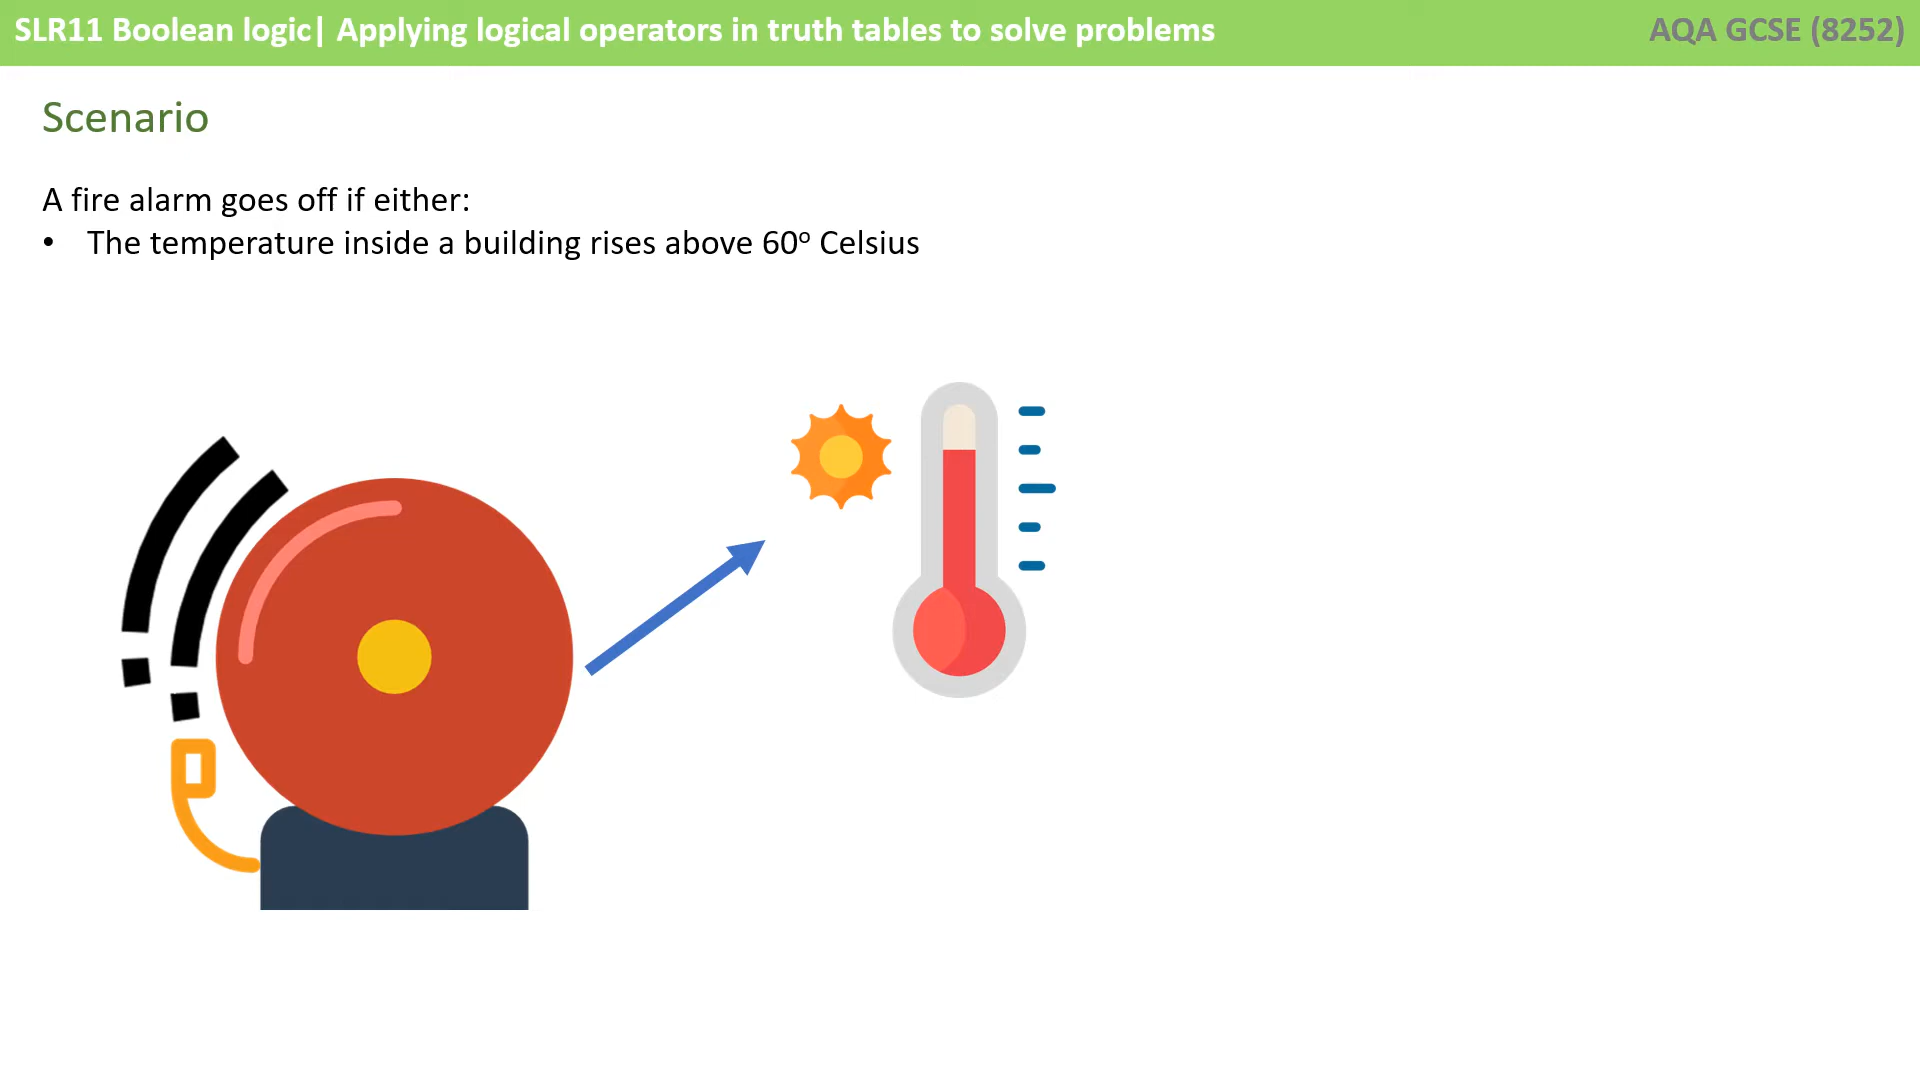 SLR11 Boolean logic| Applying logical operators in truth tables to solve problems
AQA GCSE (8252)
Scenario
A fire alarm goes off if either:
• The temperature inside a building rises above 60º Celsius